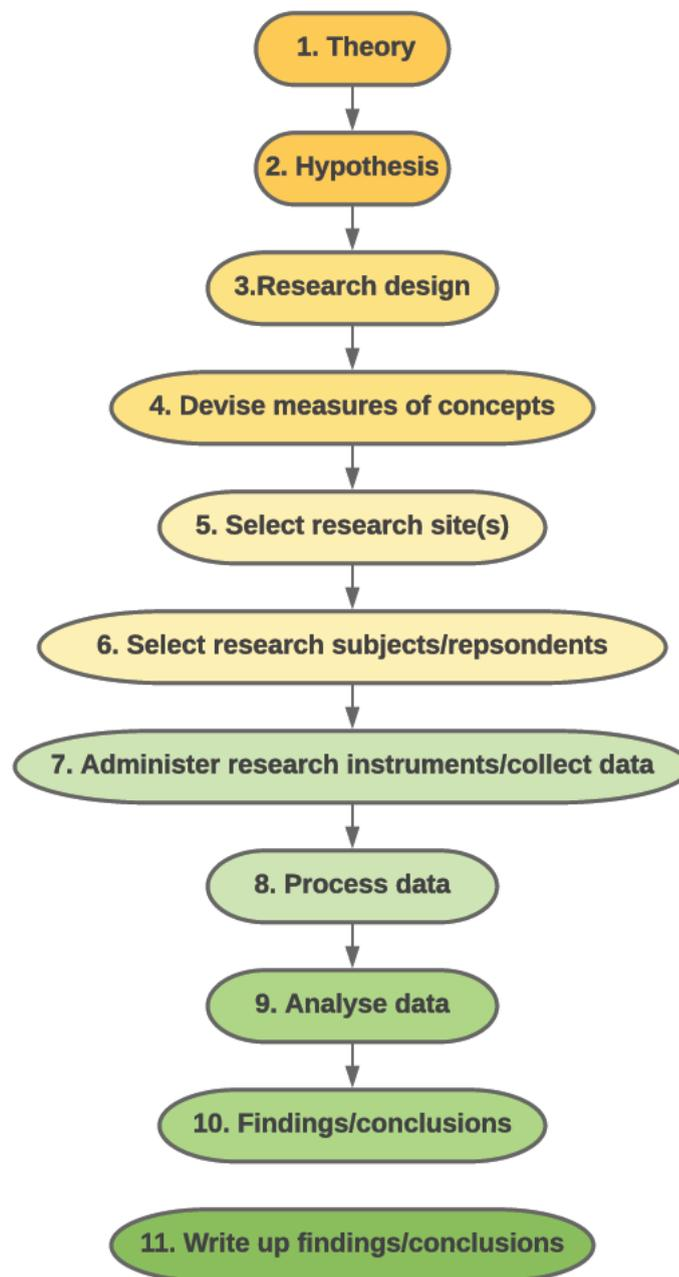 1. Theory
2. Hypothesis
3.Research design
4. Devise measures of concepts
5. Select research site(s)
6. Select research subjects/repsondents
7. Administer research instruments/collect data
8. Process data
9. Analyse data
10. Findings/conclusions
11. Write up findings/conclusions